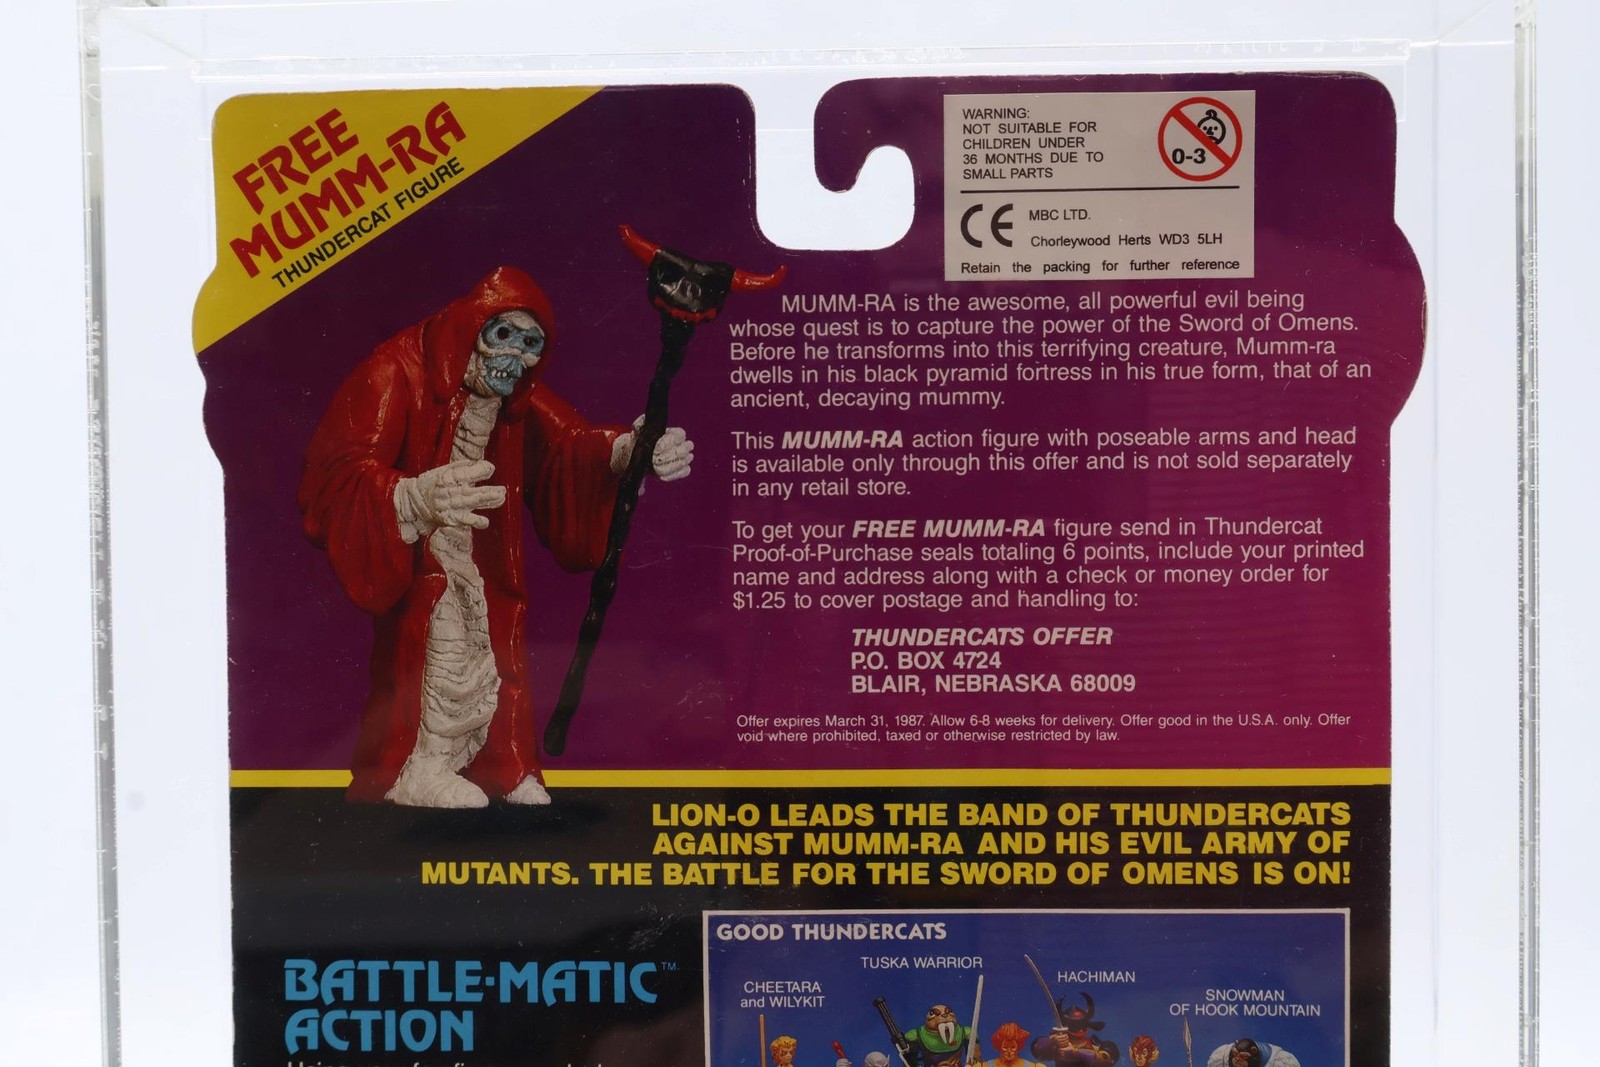 FREE
MUMM-RA
THUNDERCAT FIGURE
WARNING:
NOT SUITABLE FOR
CHILDREN UNDER
36 MONTHS DUE TO
SMALL PARTS
0-3
CE
MBC LTD.
Chorleywood Herts WD3 5LH
Retain the packing for further reference
MUMM-RA is the awesome, all powerful evil being
whose quest is to capture the power of the Sword of Omens.
Before he transforms into this terrifying creature, Mumm-ra
dwells in his black pyramid fortress in his true form, that of an
ancient, decaying mummy.
This MUMM-RA action figure with poseable arms and head
is available only through this offer and is not sold separately
in any retail store.
To get your FREE MUMM-RA figure send in Thundercat
Proof-of-Purchase seals totaling 6 points, include your printed
name and address along with a check or money order for
$1.25 to cover postage and handling to:
THUNDERCATS OFFER
P.O. BOX 4724
BLAIR, NEBRASKA 68009
Offer expires March 31, 1987. Allow 6-8 weeks for delivery. Offer good in the U.S.A. only. Offer
void where prohibited, taxed or otherwise restricted by law.
LION-O LEADS THE BAND OF THUNDERCATS
AGAINST MUMM-RA AND HIS EVIL ARMY OF
MUTANTS. THE BATTLE FOR THE SWORD OF OMENS IS ON!
BATTLE-MATIC™
ACTION
GOOD THUNDERCATS
CHEETARA
and WILYKIT
TUSKA WARRIOR
HACHIMAN
SNOWMAN
OF HOOK MOUNTAIN